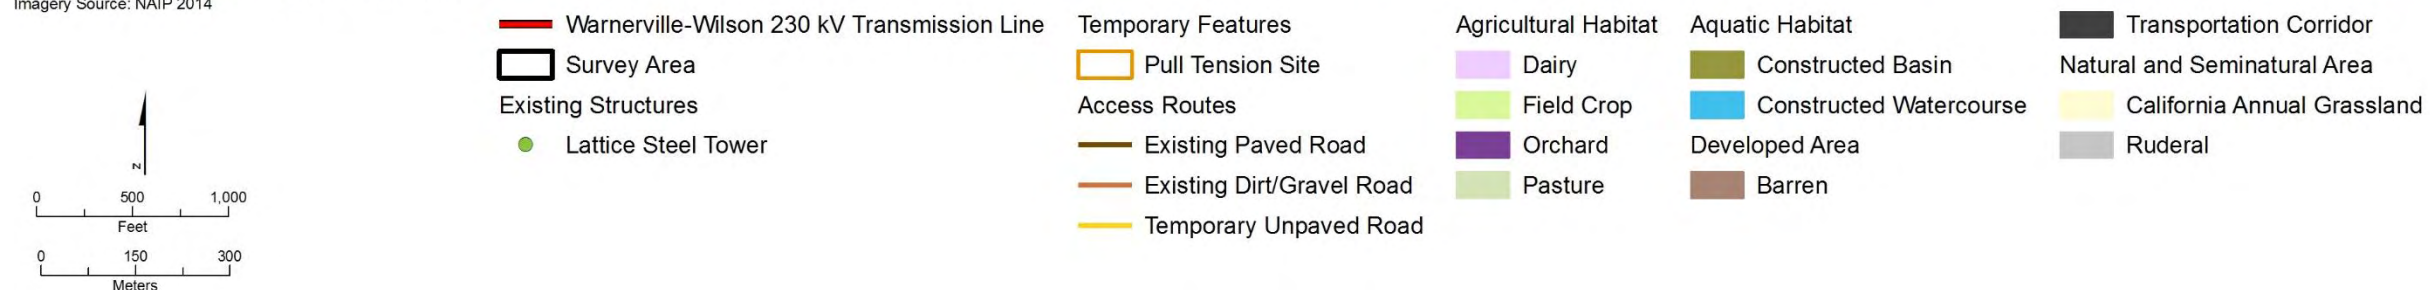 Imagery Source: NAIP 2014
N
0 500 1,000
Feet
0 150 300
Meters
Warnerville-Wilson 230 kV Transmission Line
Survey Area
Existing Structures
Lattice Steel Tower
Temporary Features
Pull Tension Site
Access Routes
Existing Paved Road
Existing Dirt/Gravel Road
Temporary Unpaved Road
Agricultural Habitat
Dairy
Field Crop
Orchard
Pasture
Aquatic Habitat
Constructed Basin
Constructed Watercourse
Developed Area
Barren
Transportation Corridor
Natural and Seminatural Area
California Annual Grassland
Ruderal